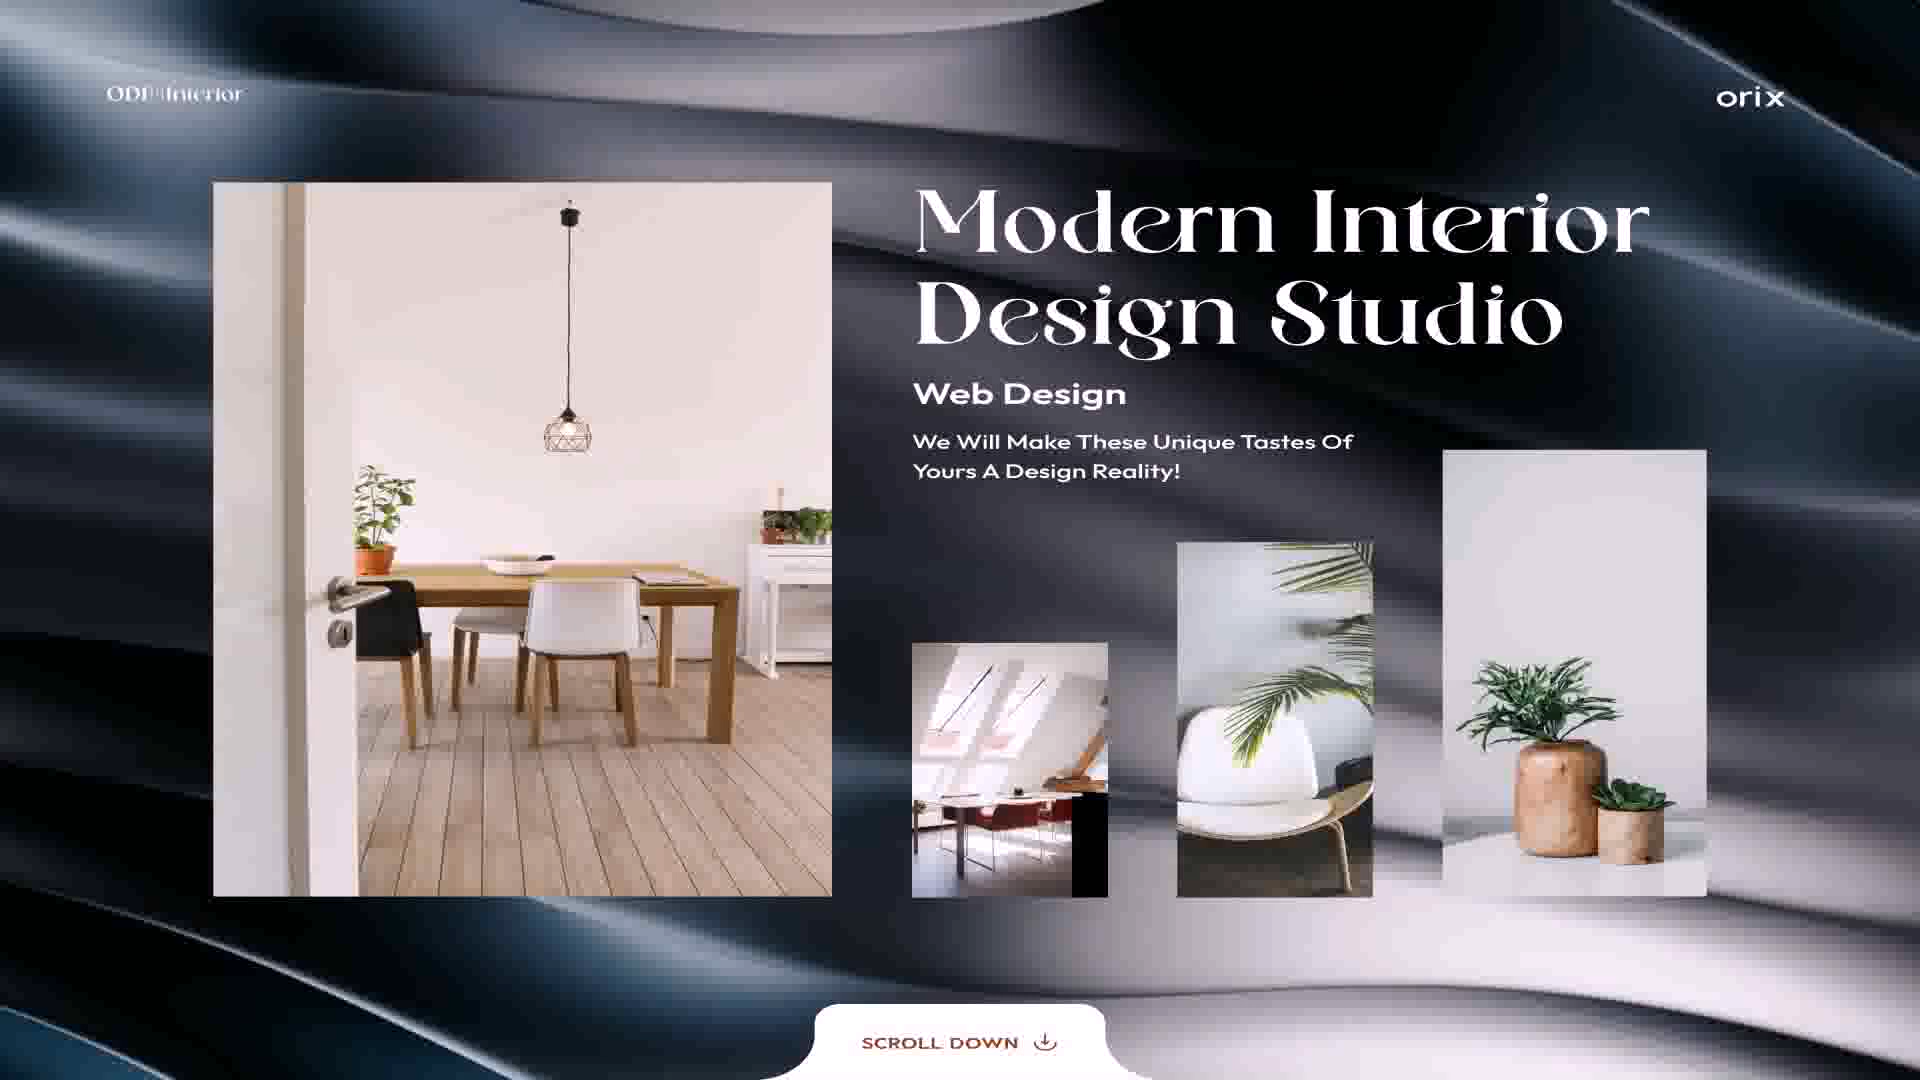 Interior
orix
Modern Interior
Design Studio
Web Design
We Will Make These Unique Tastes Of
Yours A Design Reality!
SCROLL DOWN